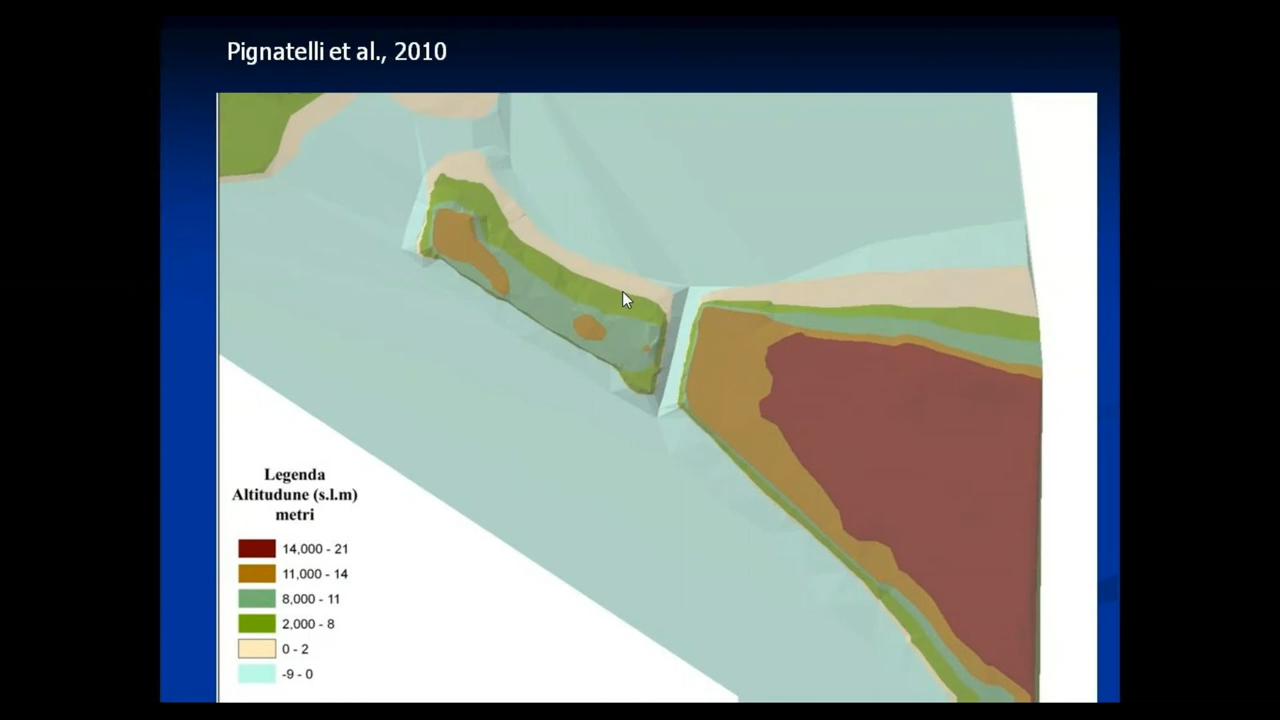 Pignatelli et al., 2010
Legenda
Altitudune (s.l.m)
metri
14,000 - 21
11,000 - 14
8,000 - 11
2,000 - 8
0 - 2
-9 - 0